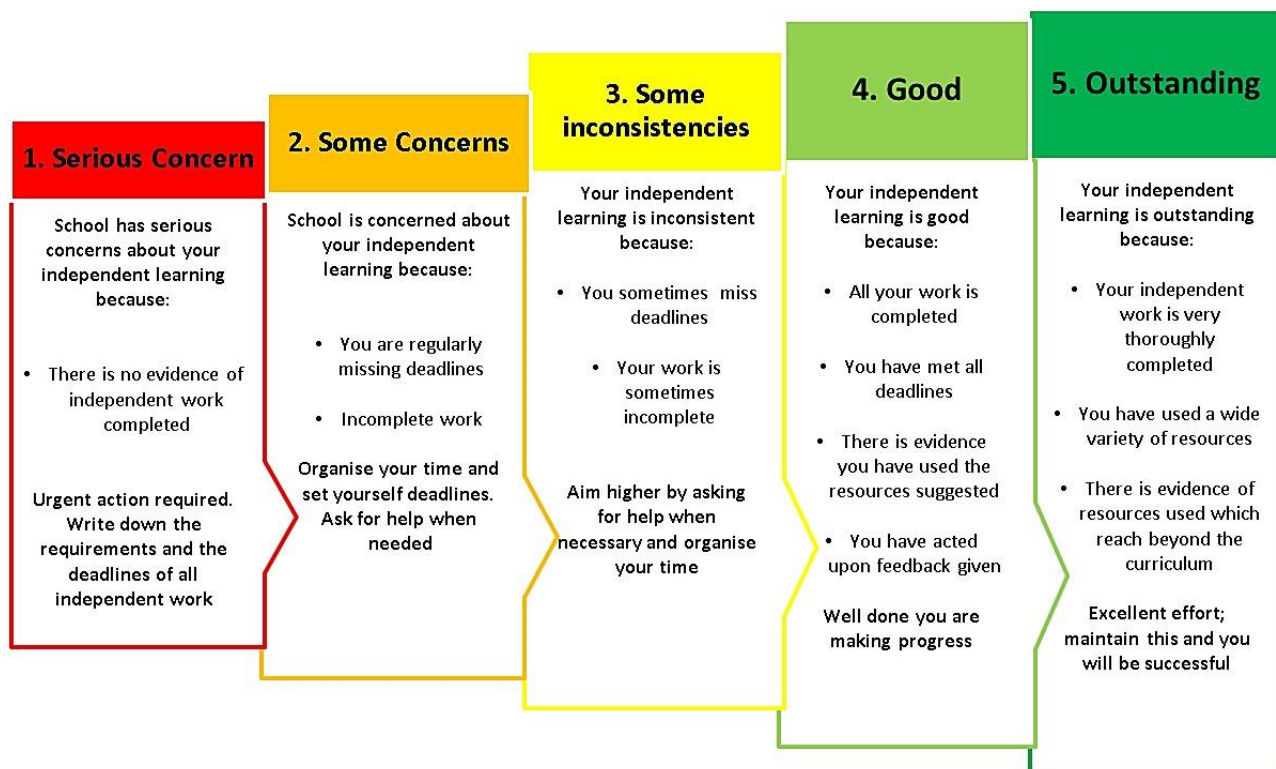 1. Serious Concern
School has serious
concerns about your
independent learning
because:
• There is no evidence of
independent work
completed
Urgent action required.
Write down the
requirements and the
deadlines of all
independent work
2. Some Concerns
School is concerned about
your independent
learning because:
• You are regularly
missing deadlines
• Incomplete work
Organise your time and
set yourself deadlines.
Ask for help when
needed
3. Some
inconsistencies
Your independent
learning is inconsistent
because:
• You sometimes miss
deadlines
• Your work is
sometimes
incomplete
Aim higher by asking
for help when
necessary and organise
your time
4. Good
Your independent
learning is good
because:
• All your work is
completed
• You have met all
deadlines
• There is evidence
you have used the
resources suggested
• You have acted
upon feedback given
Well done you are
making progress
5. Outstanding
Your independent
learning is outstanding
because:
• Your independent
work is very
thoroughly
completed
• You have used a wide
variety of resources
• There is evidence of
resources used which
reach beyond the
curriculum
Excellent effort;
maintain this and you
will be successful